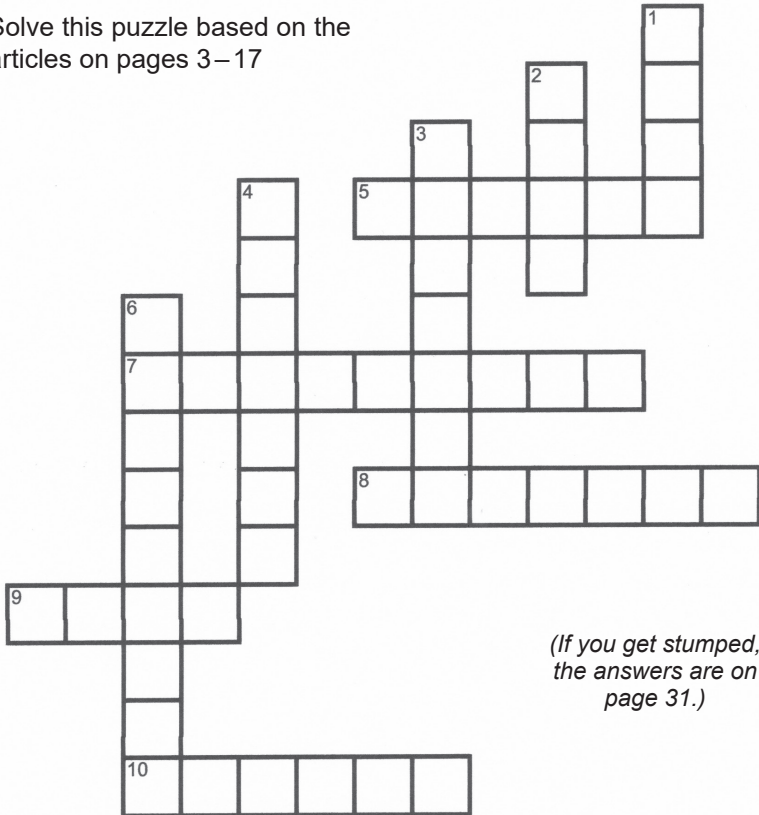 Solve this puzzle based on the
articles on pages 3–17
1
2
3
4 5
6
7
8
9
(If you get stumped,
the answers are on
page 31.)
10